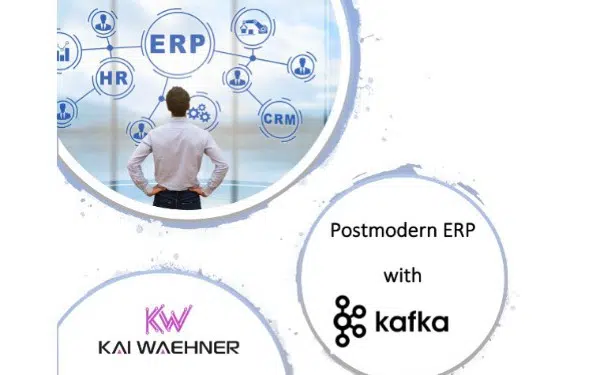 ERP
HR
CRM
Postmodern ERP
with
kafka
KW
KAI WAEHNER